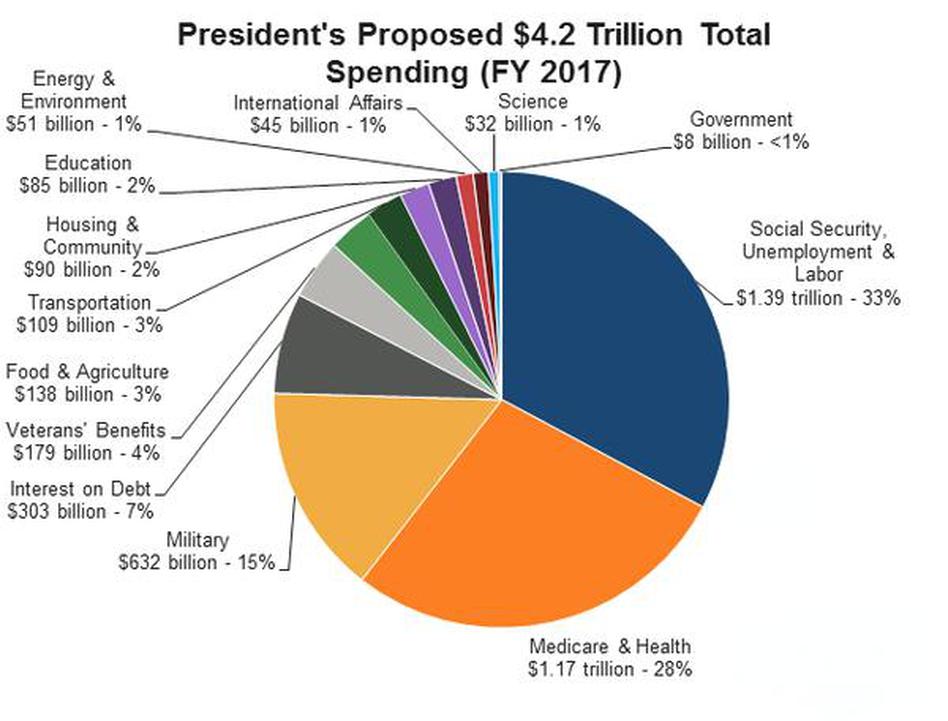 President's Proposed $4.2 Trillion Total
Spending (FY 2017)
Energy &
Environment
$51 billion - 1%
International Affairs
$45 billion - 1%
Science
$32 billion - 1%
Government
$8 billion - <1%
Education
$85 billion - 2%
Housing &
Community
$90 billion - 2%
Transportation
$109 billion - 3%
Food & Agriculture
$138 billion - 3%
Veterans' Benefits
$179 billion - 4%
Interest on Debt
$303 billion - 7%
Military
$632 billion - 15%
Social Security,
Unemployment &
Labor
$1.39 trillion - 33%
Medicare & Health
$1.17 trillion - 28%